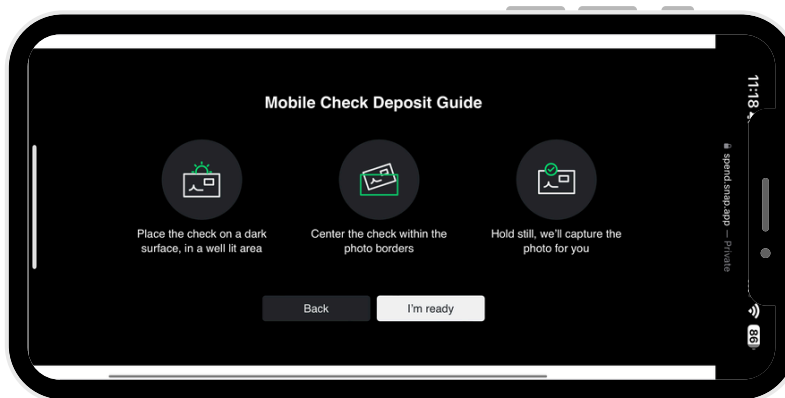 Mobile Check Deposit Guide
Place the check on a dark
surface, in a well lit area
Center the check within the
photo borders
Hold still, we'll capture the
photo for you
Back
I'm ready
11:18
spend.snap.app — Private
86